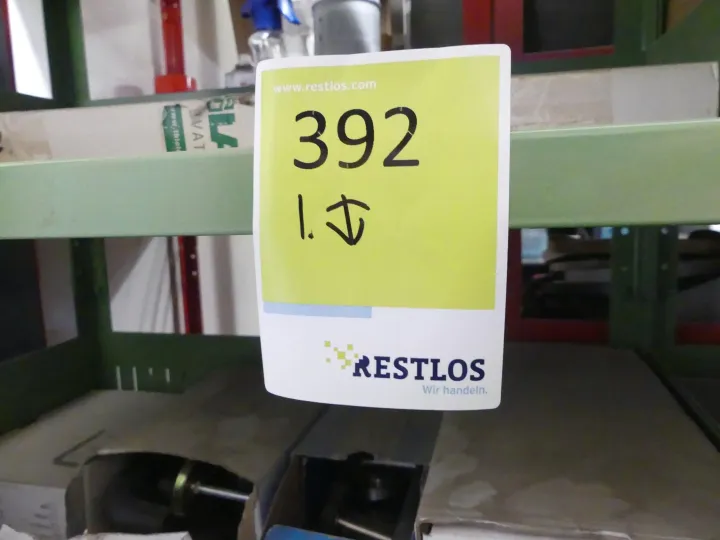 www.restlos.com
392
1. ↕
RESTLOS
Wir handeln.